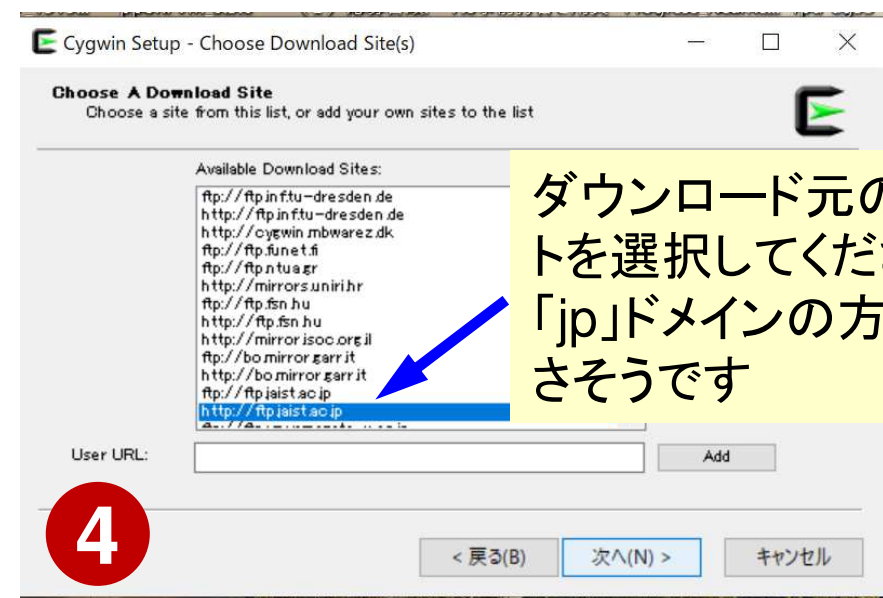 Cygwin Setup - Choose Download Site(s)
Choose A Download Site
Choose a site from this list, or add your own sites to the list
Available Download Sites:
ftp://ftp.inf.tu-dresden.de
http://ftp.inf.tu-dresden.de
http://cygwin.mbwarez.dk
ftp://ftp.funet.fi
ftp://ftp.ntua.gr
http://mirrors.uniri.hr
ftp://ftp.fsn.hu
http://ftp.fsn.hu
http://mirror.isoc.org.il
ftp://bo.mirror.garr.it
http://bo.mirror.garr.it
ftp://ftp.jaist.ac.jp
http://ftp.jaist.ac.jp
ダウンロード元の
トを選択してくだ
「jp」ドメインの方
さそうです
User URL:
Add
4
< 戻る(B)
次へ(N) >
キャンセル